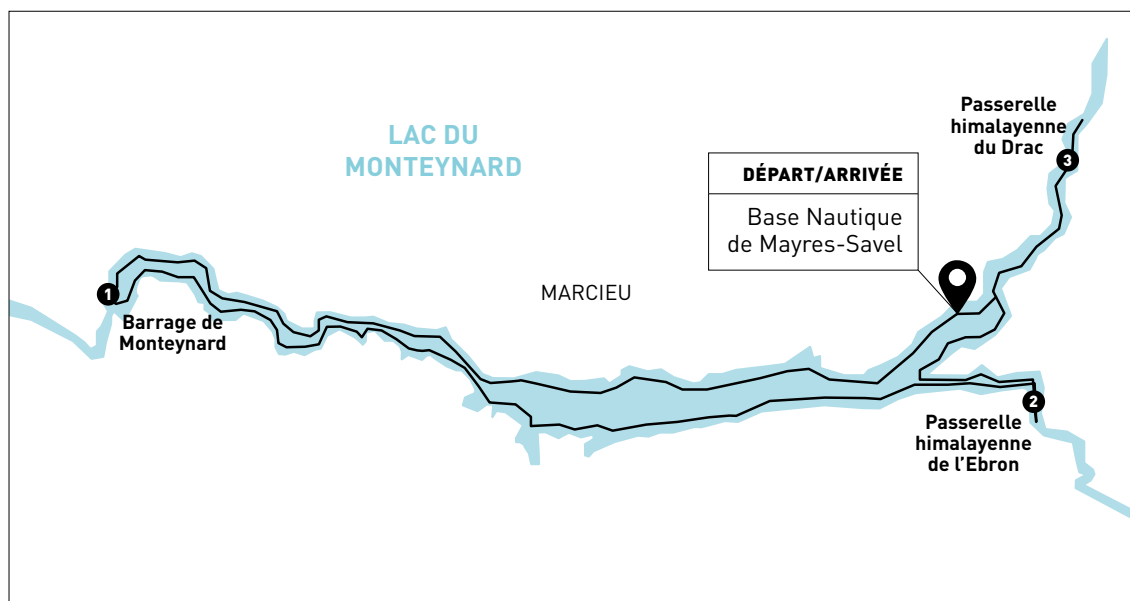 LAC DU
MONTEYNARD
Passerelle
himalayenne
du Drac
3
DÉPART/ARRIVÉE
Base Nautique
de Mayres-Savel
MARCIEU
1
Barrage de
Monteynard
2
Passerelle
himalayenne
de l’Ebron